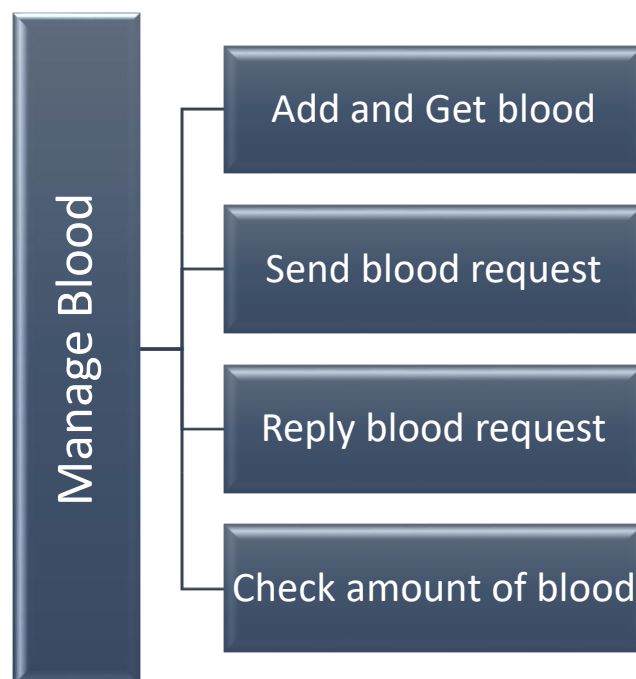 Manage Blood
Add and Get blood
Send blood request
Reply blood request
Check amount of blood